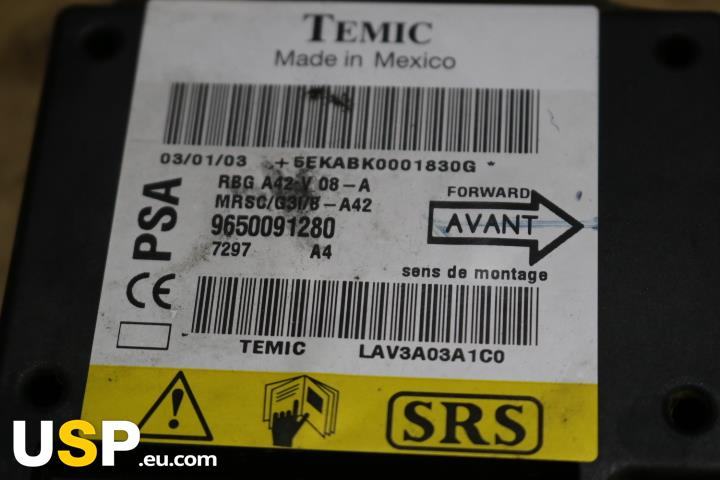 TEMIC
Made in Mexico
03/01/03 +5EKABK0001830G *
RBG A42 V 08-A
MRSC/G3I/B-A42
9650091280
7297 A4
PSA
CE
FORWARD
AVANT
sens de montage
TEMIC LAV3A03A1C0
SRS
USP.eu.com